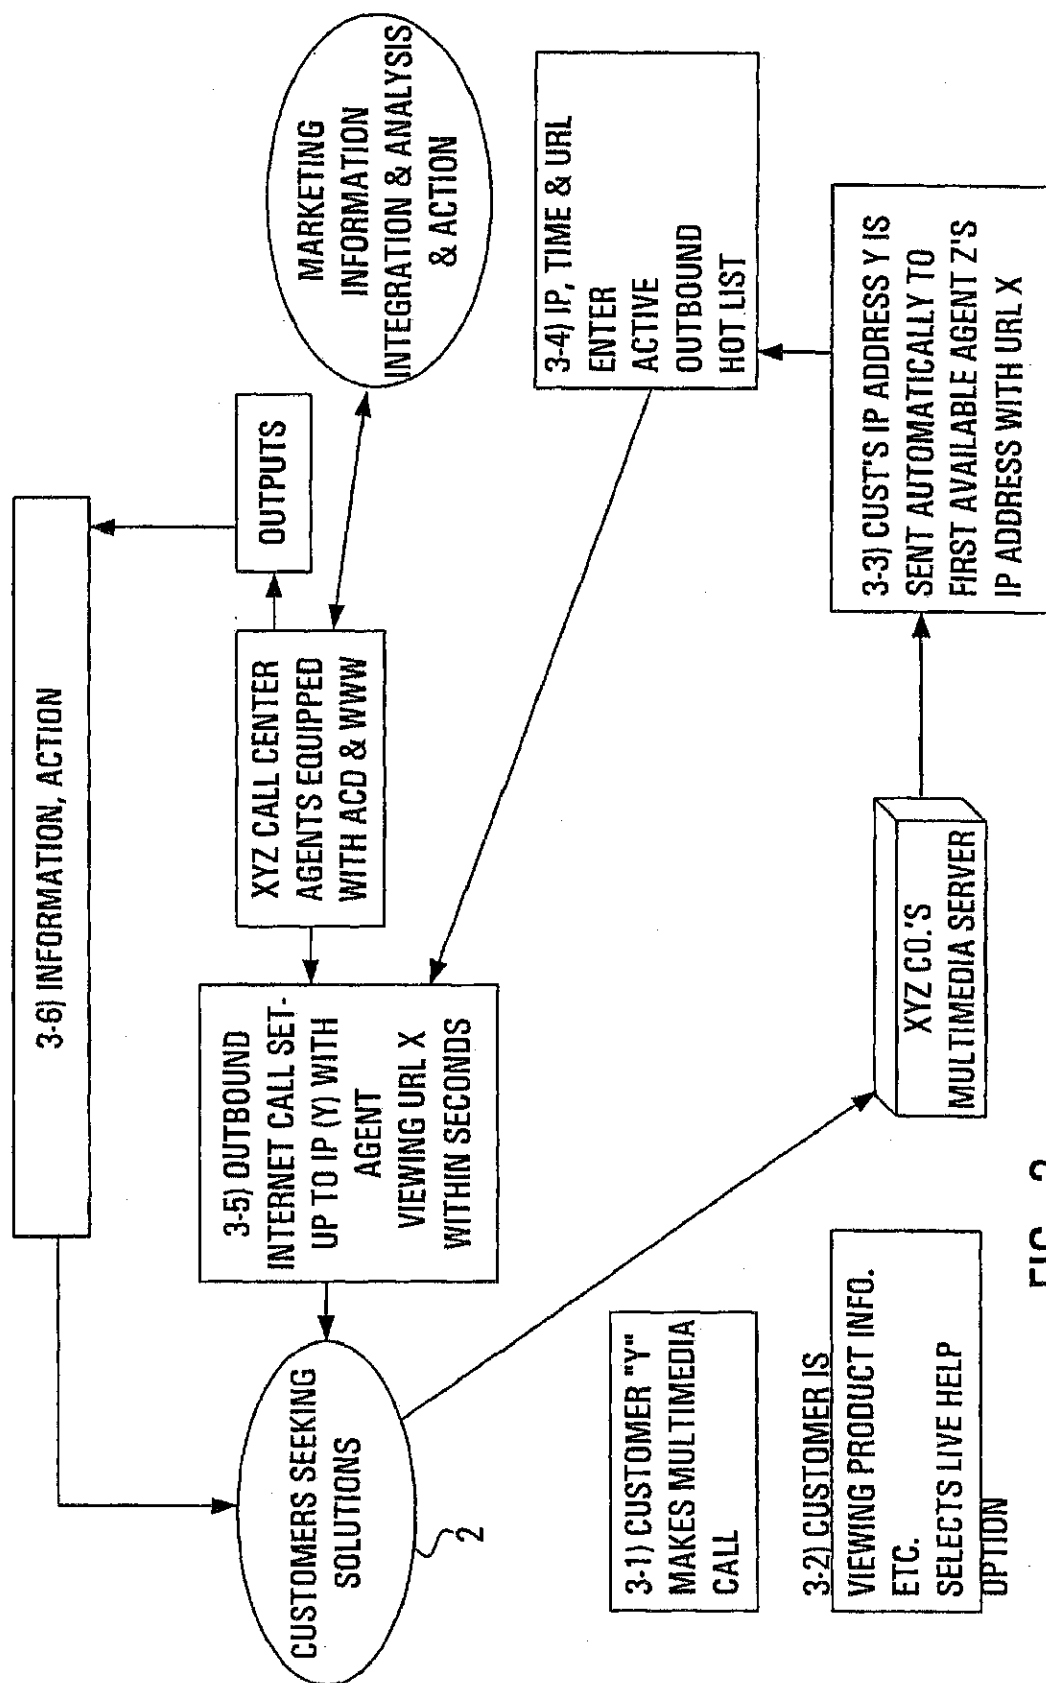 3-6) INFORMATION, ACTION
CUSTOMERS SEEKING
SOLUTIONS
2
3-5) OUTBOUND
INTERNET CALL SET-
UP TO IP (Y) WITH
AGENT
VIEWING URL X
WITHIN SECONDS
XYZ CALL CENTER
AGENTS EQUIPPED
WITH ACD & WWW
OUTPUTS
MARKETING
INFORMATION
INTEGRATION & ANALYSIS
& ACTION
3-1) CUSTOMER "Y"
MAKES MULTIMEDIA
CALL
3-4) IP, TIME & URL
ENTER
ACTIVE
OUTBOUND
HOT LIST
3-2) CUSTOMER IS
VIEWING PRODUCT INFO.
ETC.
SELECTS LIVE HELP
OPTION
XYZ CO.'S
MULTIMEDIA SERVER
3-3) CUST'S IP ADDRESS Y IS
SENT AUTOMATICALLY TO
FIRST AVAILABLE AGENT Z'S
IP ADDRESS WITH URL X